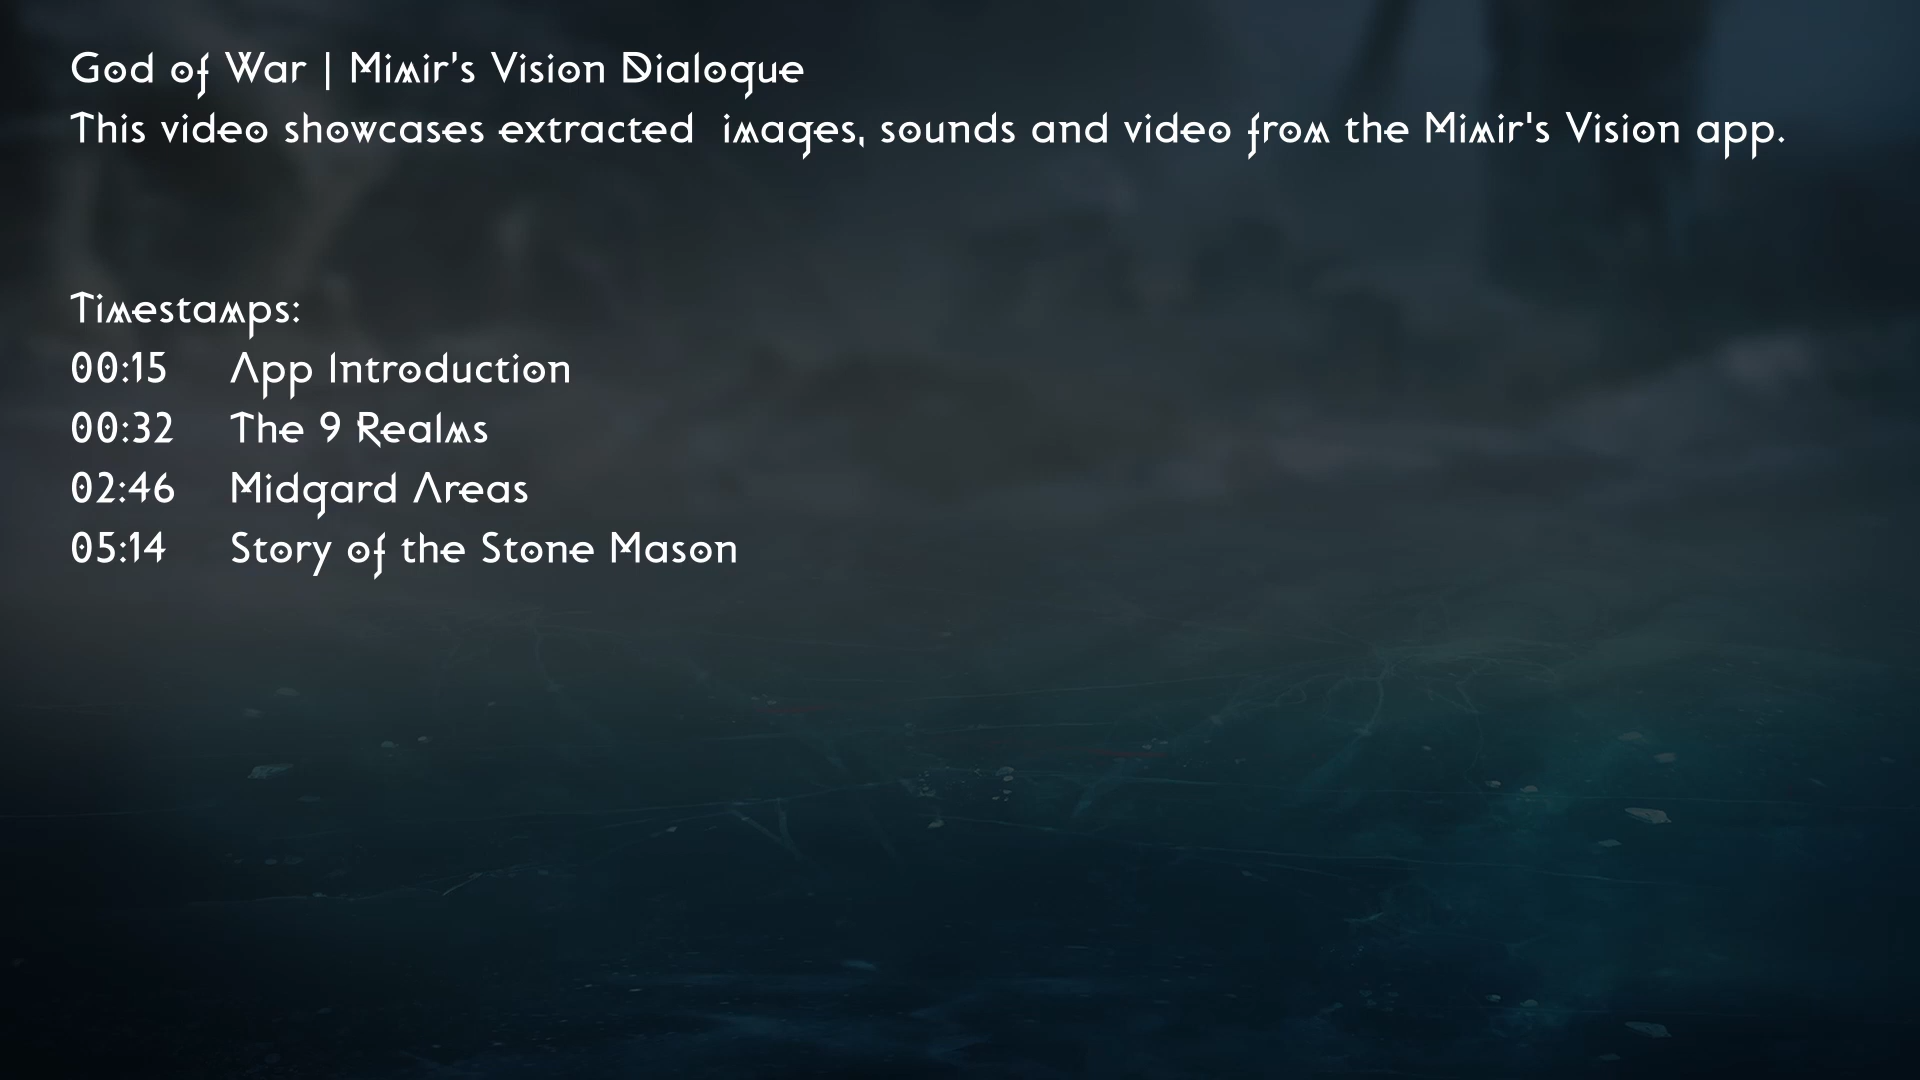 God of War | Mimir's Vision Dialogue
This video showcases extracted  images, sounds and video from the Mimir's Vision app.
Timestamps:
00:15 App Introduction
00:32 The 9 Realms
02:46 Midgard Areas
05:14 Story of the Stone Mason